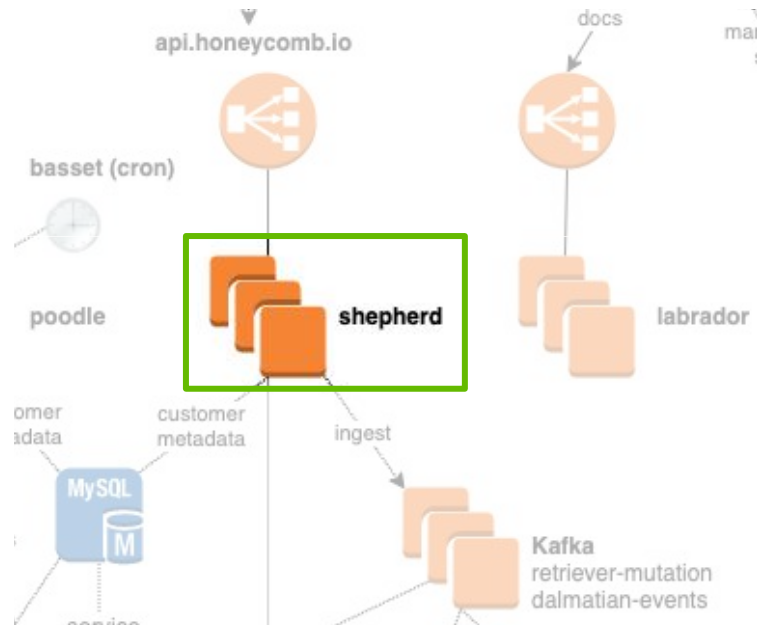 docs
api.honeycomb.io
basset (cron)
poodle
shepherd
labrador
customer
metadata
ingest
MySQL
M
Kafka
retriever-mutation
dalmatian-events